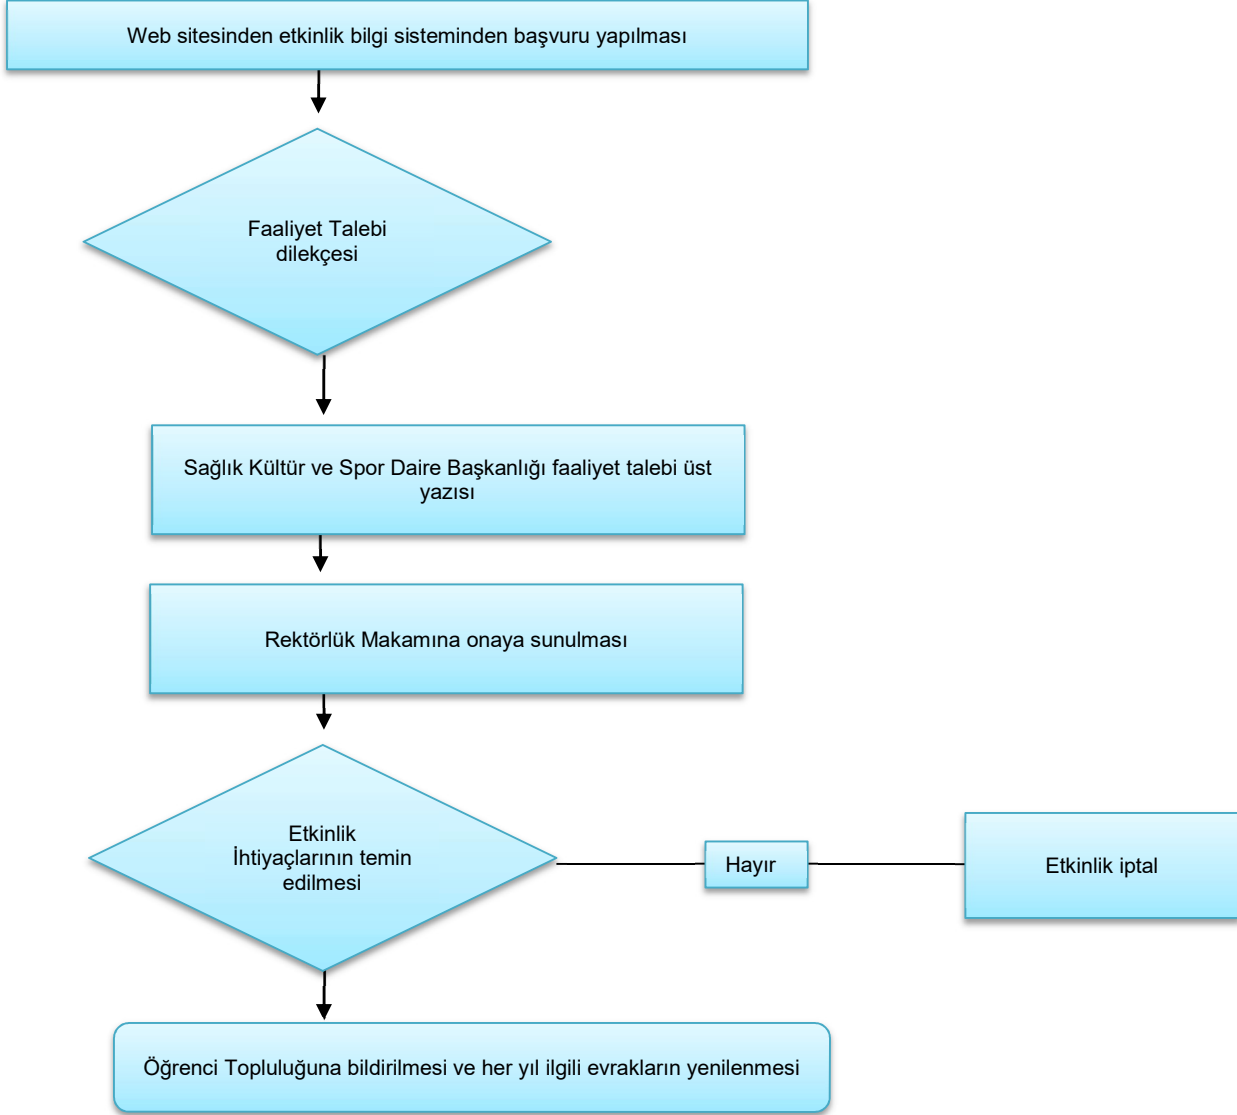 Web sitesinden etkinlik bilgi sisteminden başvuru yapılması
Faaliyet Talebi
dilekçesi
Sağlık Kültür ve Spor Daire Başkanlığı faaliyet talebi üst
yazısı
Rektörlük Makamına onaya sunulması
Etkinlik
İhtiyaçlarının temin
edilmesi
Hayır
Etkinlik iptal
Öğrenci Topluluğuna bildirilmesi ve her yıl ilgili evrakların yenilenmesi